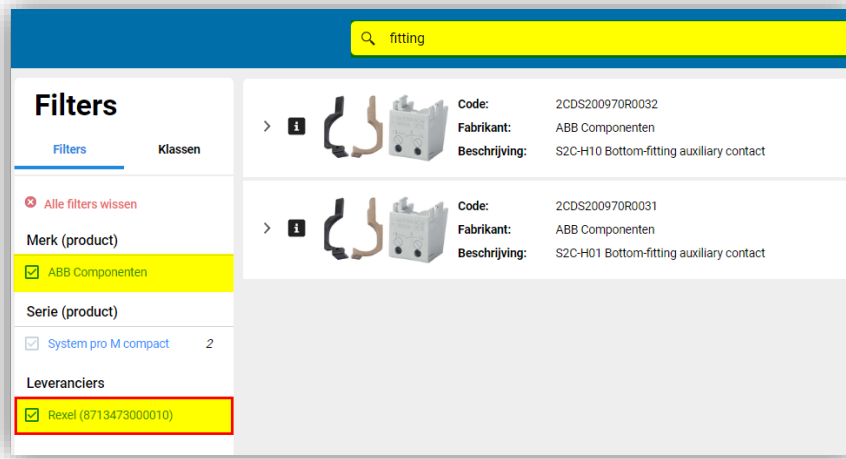 fitting
Filters
Filters Klassen
Alle filters wissen
Merk (product)
ABB Componenten
Serie (product)
System pro M compact 2
Leveranciers
Rexel (8713473000010)
Code: 2CDS200970R0032
Fabrikant: ABB Componenten
Beschrijving: S2C-H10 Bottom-fitting auxiliary contact
Code: 2CDS200970R0031
Fabrikant: ABB Componenten
Beschrijving: S2C-H01 Bottom-fitting auxiliary contact